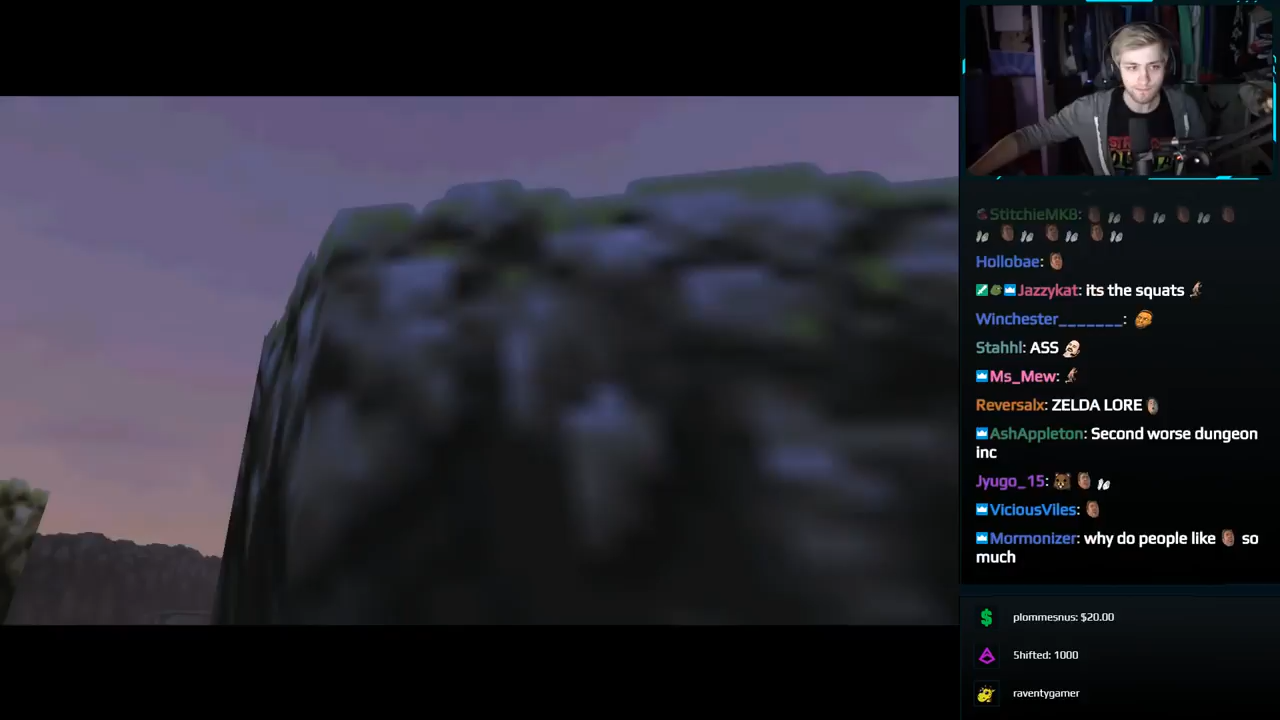 StitchieMK8:
Hollobae:
Jazzykat: its the squats
Winchester_______:
Stahhl: ASS
Ms_Mew:
Reversalx: ZELDA LORE
AshAppleton: Second worse dungeon
inc
Jyugo_15:
ViciousViles:
Mormonizer: why do people like so
much
plommesnus: $20.00
Shifted: 1000
raventygamer